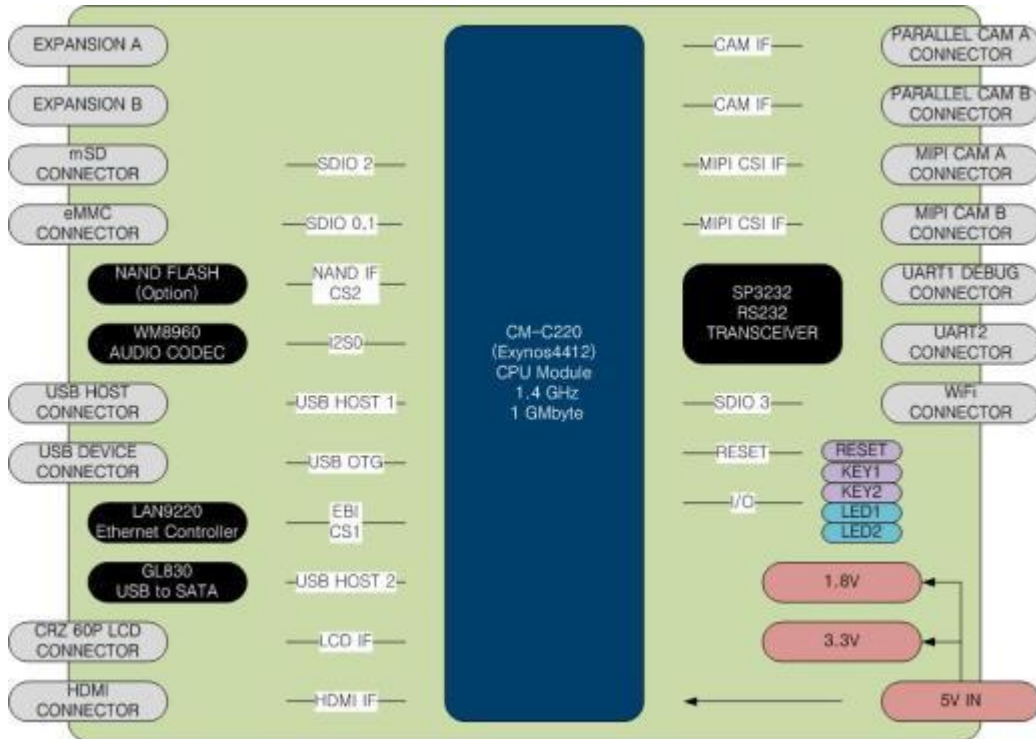 EXPANSION A
EXPANSION B
mSD
CONNECTOR
SDIO 2
eMMC
CONNECTOR
SDIO 0,1
NAND FLASH
(Option)
NAND IF
CS2
WM8960
AUDIO CODEC
I2S0
USB HOST
CONNECTOR
USB HOST 1
USB DEVICE
CONNECTOR
USB OTG
LAN9220
Ethernet Controller
EBI
CS1
GL830
USB to SATA
USB HOST 2
CRZ 60P LCD
CONNECTOR
LCD IF
HDMI
CONNECTOR
HDMI IF
CM-C220
(Exynos4412)
CPU Module
1.4 GHz
1 GMbyte
CAM IF
PARALLEL CAM A
CONNECTOR
CAM IF
PARALLEL CAM B
CONNECTOR
MIPI CSI IF
MIPI CAM A
CONNECTOR
MIPI CSI IF
MIPI CAM B
CONNECTOR
SP3232
RS232
TRANSCEIVER
UART1 DEBUG
CONNECTOR
UART2
CONNECTOR
SDIO 3
WiFi
CONNECTOR
RESET
RESET
KEY1
KEY2
I/O
LED1
LED2
1.8V
3.3V
5V IN